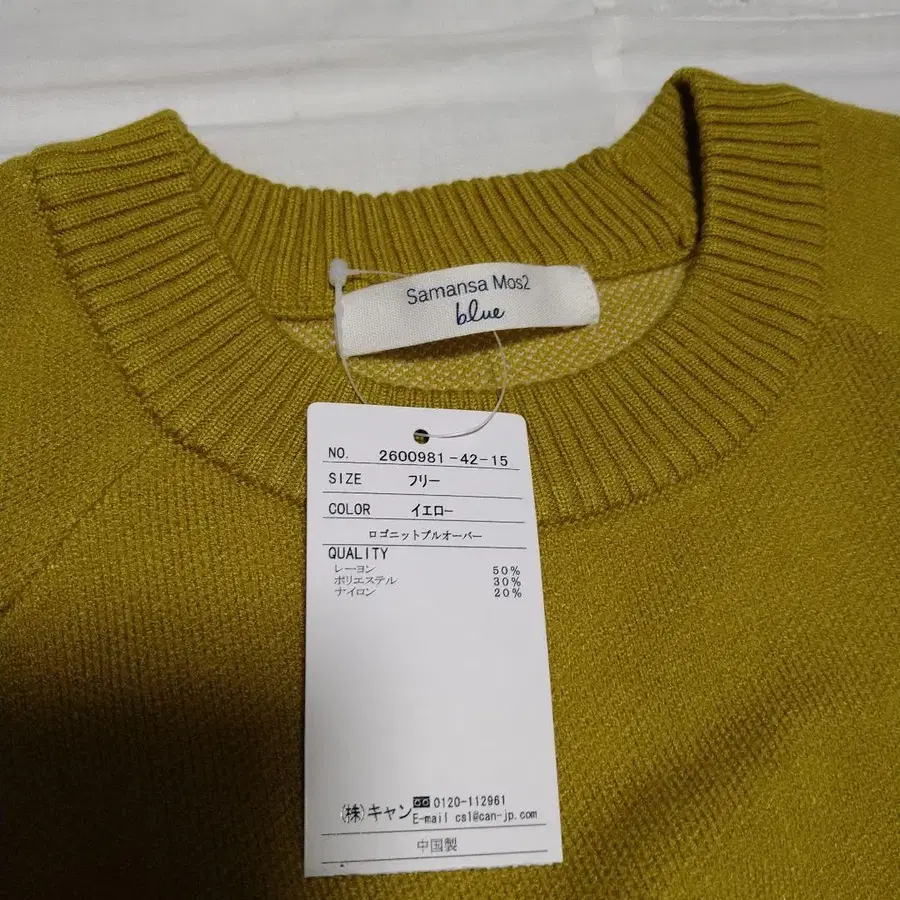 Samansa Mos2
blue
NO. 2600981-42-15
SIZE フリー
COLOR イエロー
ロゴニットプルオーバー
QUALITY
レーヨン 50%
ポリエステル 30%
ナイロン 20%
(株)キャン 0120-112961
E-mail cs1@can-jp.com
中国製